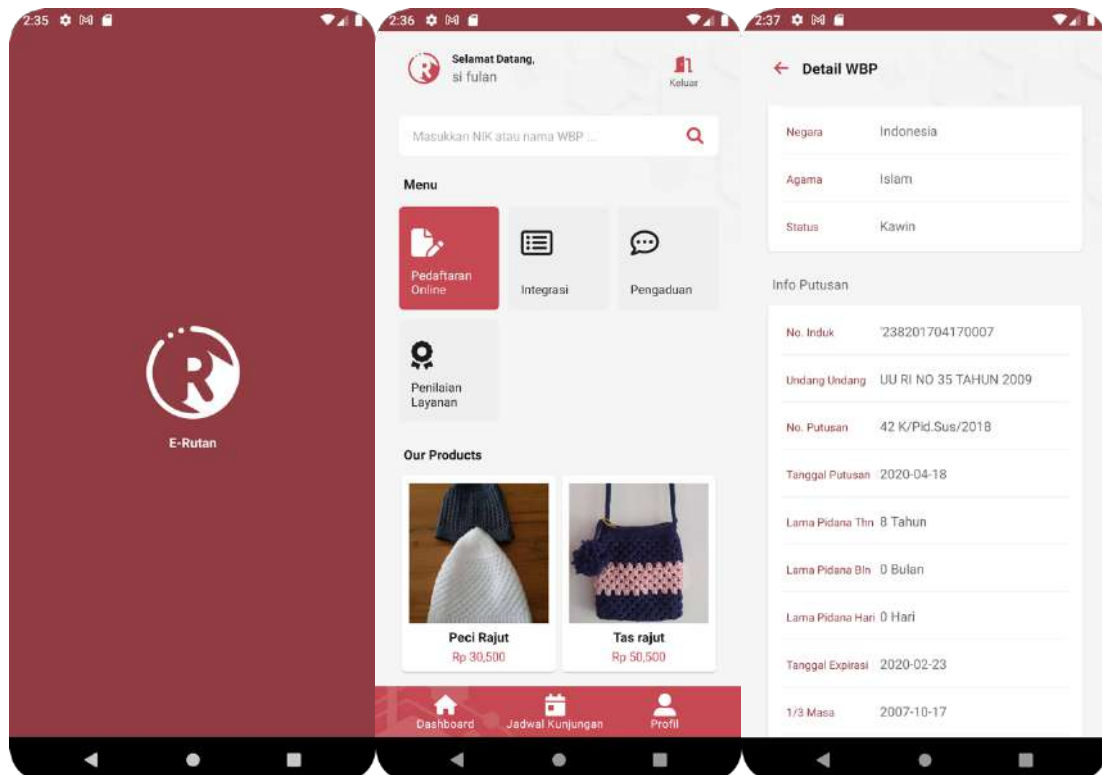 2:35
R
E-Rutan
2:36
R
Selamat Datang,
si fulan
Keluar
Masukkan NIK atau nama WBP ...
Menu
Pedaftaran
Online
Integrasi
Pengaduan
Penilaian
Layanan
Our Products
Peci Rajut
Rp 30,500
Tas rajut
Rp 50,500
Dashboard
Jadwal Kunjungan
Profil
2:37
Detail WBP
Negara Indonesia
Agama Islam
Status Kawin
Info Putusan
No. Induk '238201704170007
Undang Undang UU RI NO 35 TAHUN 2009
No. Putusan 42 K/Pid.Sus/2018
Tanggal Putusan 2020-04-18
Lama Pidana Thn 8 Tahun
Lama Pidana Bln 0 Bulan
Lama Pidana Hari 0 Hari
Tanggal Expirasi 2020-02-23
1/3 Masa 2007-10-17